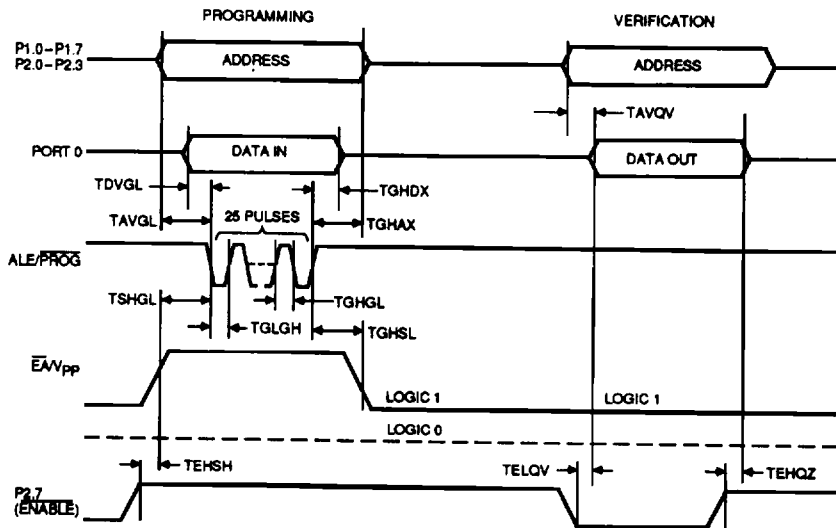 PROGRAMMING
VERIFICATION
P1.0–P1.7
P2.0–P2.3
ADDRESS
ADDRESS
TAVQV
PORT 0
DATA IN
DATA OUT
TDVGL
TGHDX
TAVGL
25 PULSES
TGHAX
ALE/PROG
TSHGL
TGHGL
TGLGH
TGHSL
EA/VPP
LOGIC 1
LOGIC 1
LOGIC 0
TEHSH
TELQV
TEHQZ
P2.7
(ENABLE)